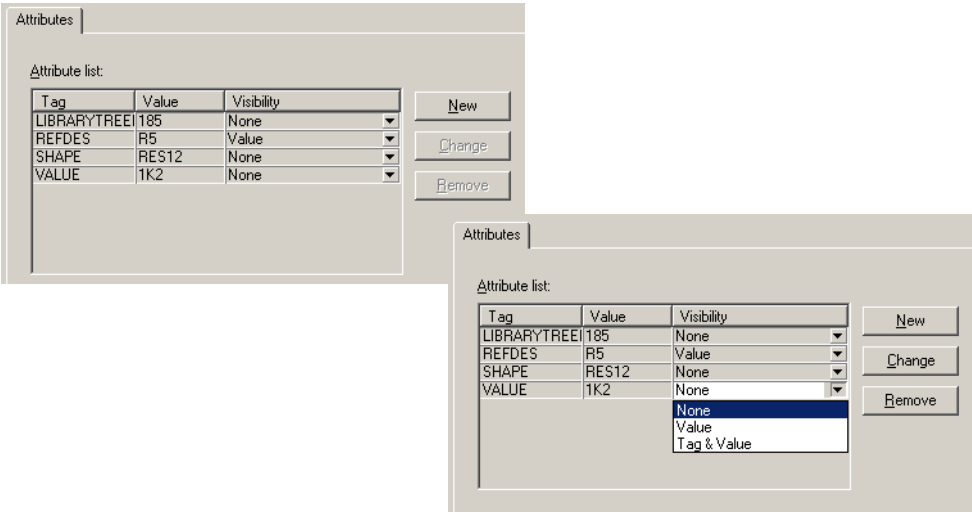 Attributes
Attribute list:
Tag Value Visibility
LIBRARYTREEI 185 None
REFDES R5 Value
SHAPE RES12 None
VALUE 1K2 None
New
Change
Remove
Attributes
Attribute list:
Tag Value Visibility
LIBRARYTREEI 185 None
REFDES R5 Value
SHAPE RES12 None
VALUE 1K2 None
None
Value
Tag & Value
New
Change
Remove